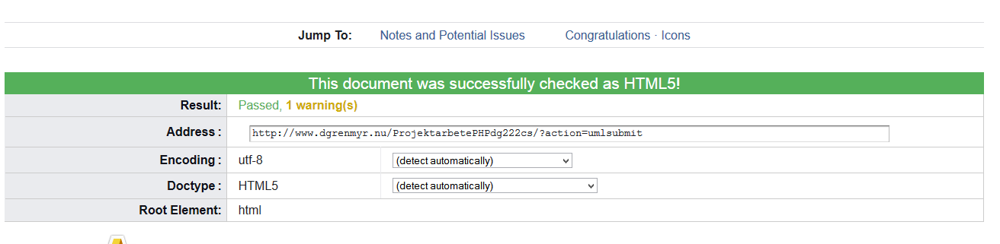 Jump To: Notes and Potential Issues Congratulations · Icons
This document was successfully checked as HTML5!
Result: Passed, 1 warning(s)
Address : http://www.dgrenmyr.nu/ProjektarbetePHPdg222cs/?action=umlsubmit
Encoding : utf-8 (detect automatically)
Doctype : HTML5 (detect automatically)
Root Element: html